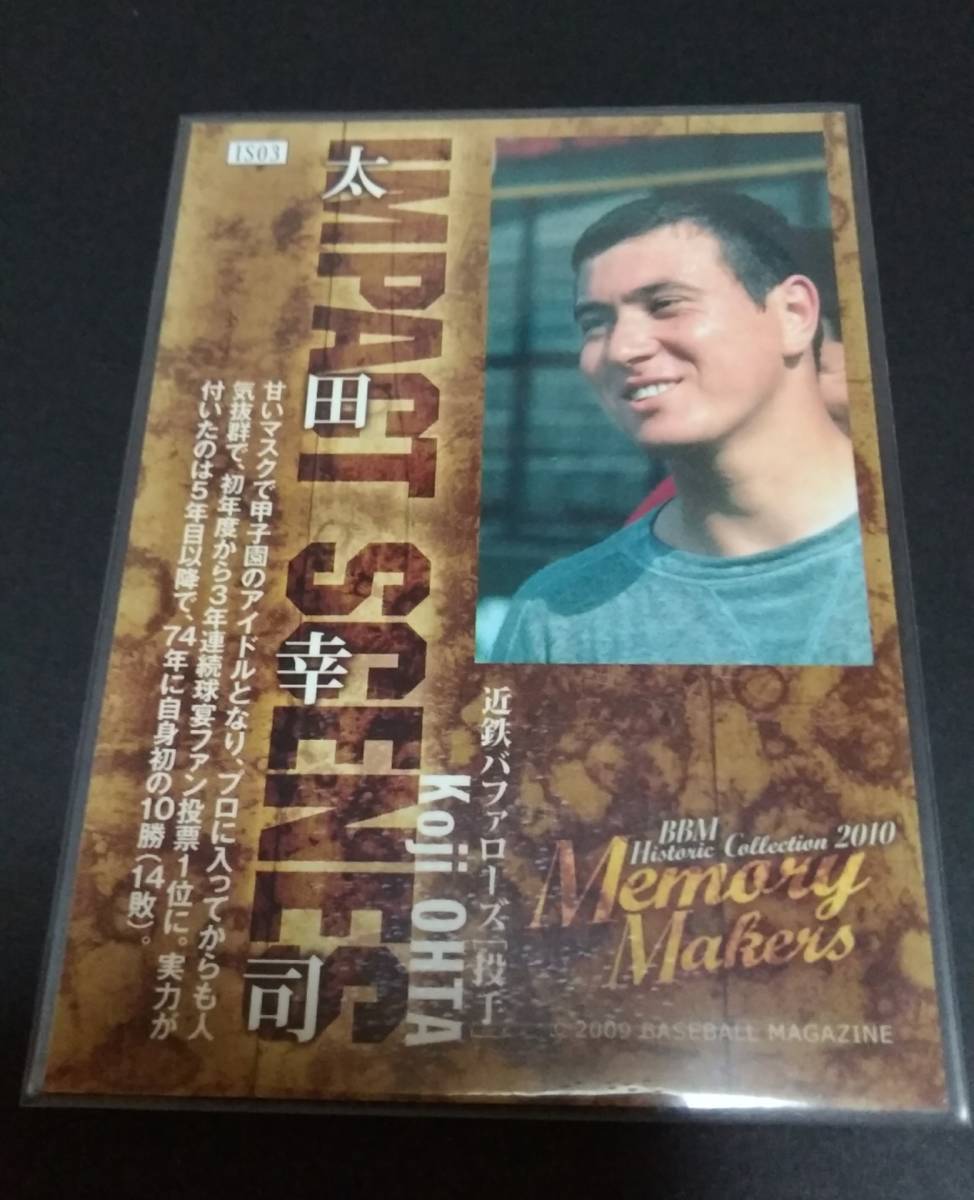 IS03
IMPACT SCENES
太田幸司
Koji OHTA
近鉄バファローズ[投手]
甘いマスクで甲子園のアイドルとなり、プロに入ってからも人
気抜群で、初年度から3年連続球宴ファン投票1位に。実力が
付いたのは5年目以降で、74年に自身初の10勝(14敗)。
BBM
Historic Collection 2010
Memory
Makers
© 2009 BASEBALL MAGAZINE